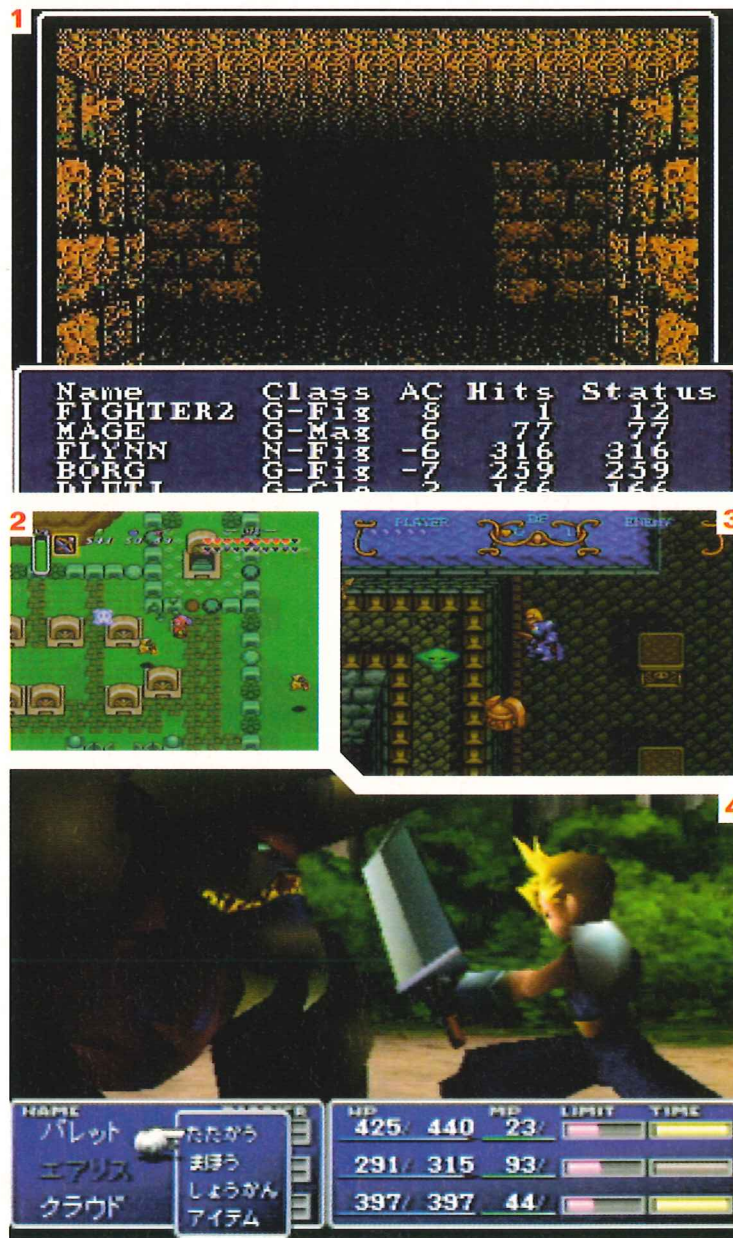 1
Name Class AC Hits Status
FIGHTER2 G-Fig 8 1 12
MAGE G-Mag 6 77 77
FLYNN N-Fig -6 316 316
BORG G-Fig -7 259 259
2
3
PLAYER ENEMY
4
NAME BARRIER HP MP LIMIT TIME
バレット たたかう 425/ 440 23/
エアリス まほう 291/ 315 93/
しょうかん
クラウド アイテム 397/ 397 44/